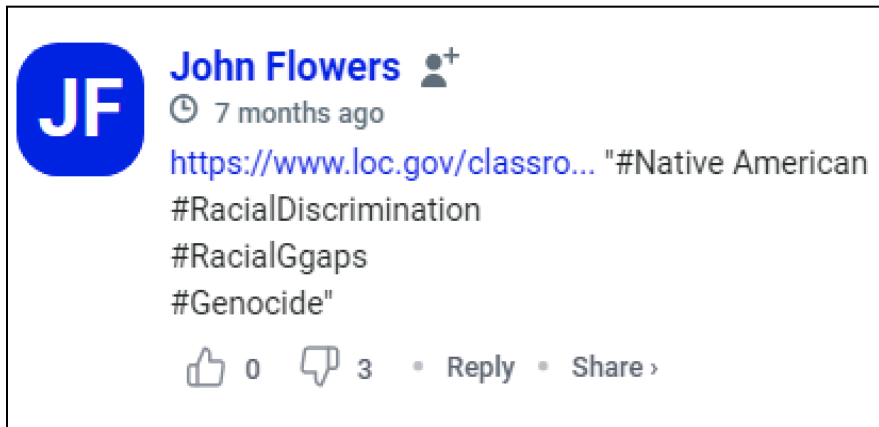 JF
John Flowers
7 months ago
https://www.loc.gov/classro... "#Native American
#RacialDiscrimination
#RacialGgaps
#Genocide"
0 3 • Reply • Share ›